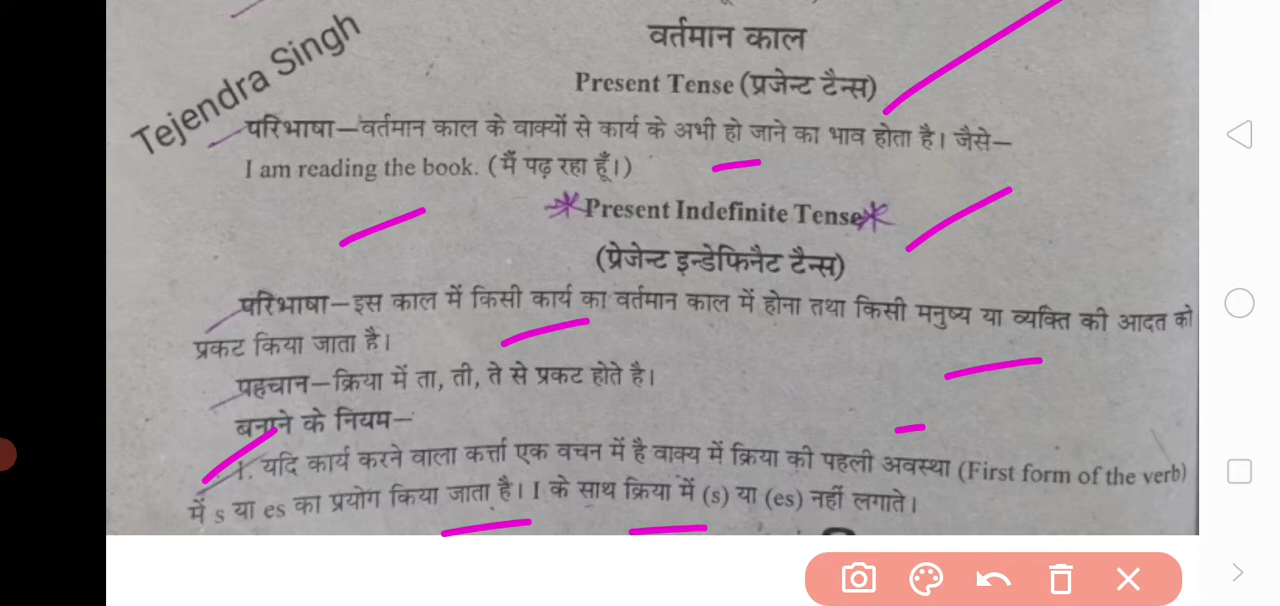 Tejendra Singh
वर्तमान काल
Present Tense (प्रजेन्ट टैन्स)
परिभाषा—वर्तमान काल के वाक्यों से कार्य के अभी हो जाने का भाव होता है। जैसे—
I am reading the book. (मैं पढ़ रहा हूँ।)
Present Indefinite Tense
(प्रेजेन्ट इन्डेफिनैट टैन्स)
परिभाषा—इस काल में किसी कार्य का वर्तमान काल में होना तथा किसी मनुष्य या व्यक्ति की आदत को
प्रकट किया जाता है।
पहचान—क्रिया में ता, ती, ते से प्रकट होते है।
बनाने के नियम—
1. यदि कार्य करने वाला कर्त्ता एक वचन में है वाक्य में क्रिया की पहली अवस्था (First form of the verb)
में s या es का प्रयोग किया जाता है। I के साथ क्रिया में (s) या (es) नहीं लगाते।